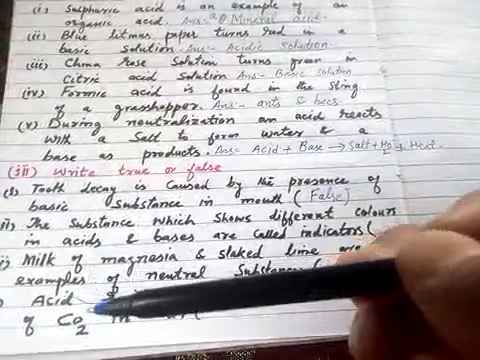 (i) Sulphuric acid is an example of an
organic acid. Ans:- Mineral acid.
(ii) Blue litmus paper turns red in a
basic solution. Ans:- Acidic solution
(iii) China rose solution turns green in
Citric acid solution Ans:- Basic solution
(iv) Formic acid is found in the sting
of a grasshopper. Ans:- ants & bees
(v) During neutralization an acid reacts
with a Salt to form water & a
base as products. Ans:- Acid + Base → Salt + H2O + Heat.
(iii) Write true or false
(i) Tooth decay is caused by the presence of
basic substance in mouth (False)
ii) The substance which shows different colours
in acids & bases are called indicators (
Milk of magnesia & slaked lime are
examples of neutral substance (
Acid
of CO2 in